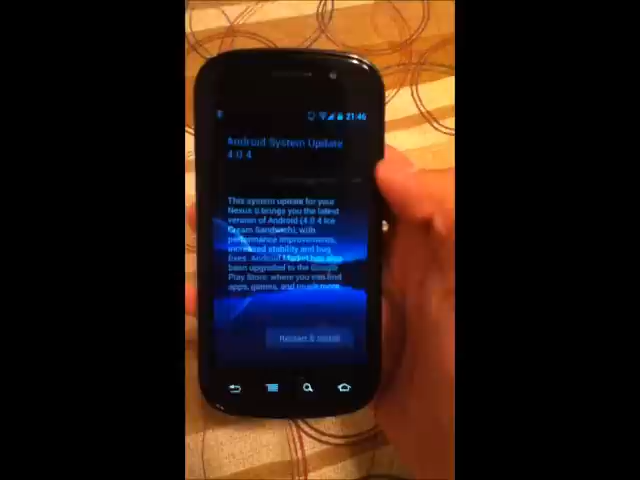 21:46
Android System Update
4.0.4
This system update for your
Nexus S brings you the latest
version of Android (4.0.4 Ice
Cream Sandwich), with
performance improvements,
increased stability and bug
fixes. Android Market has also
been upgraded to the Google
Play Store: where you can find
apps, games, and music more
Restart & install